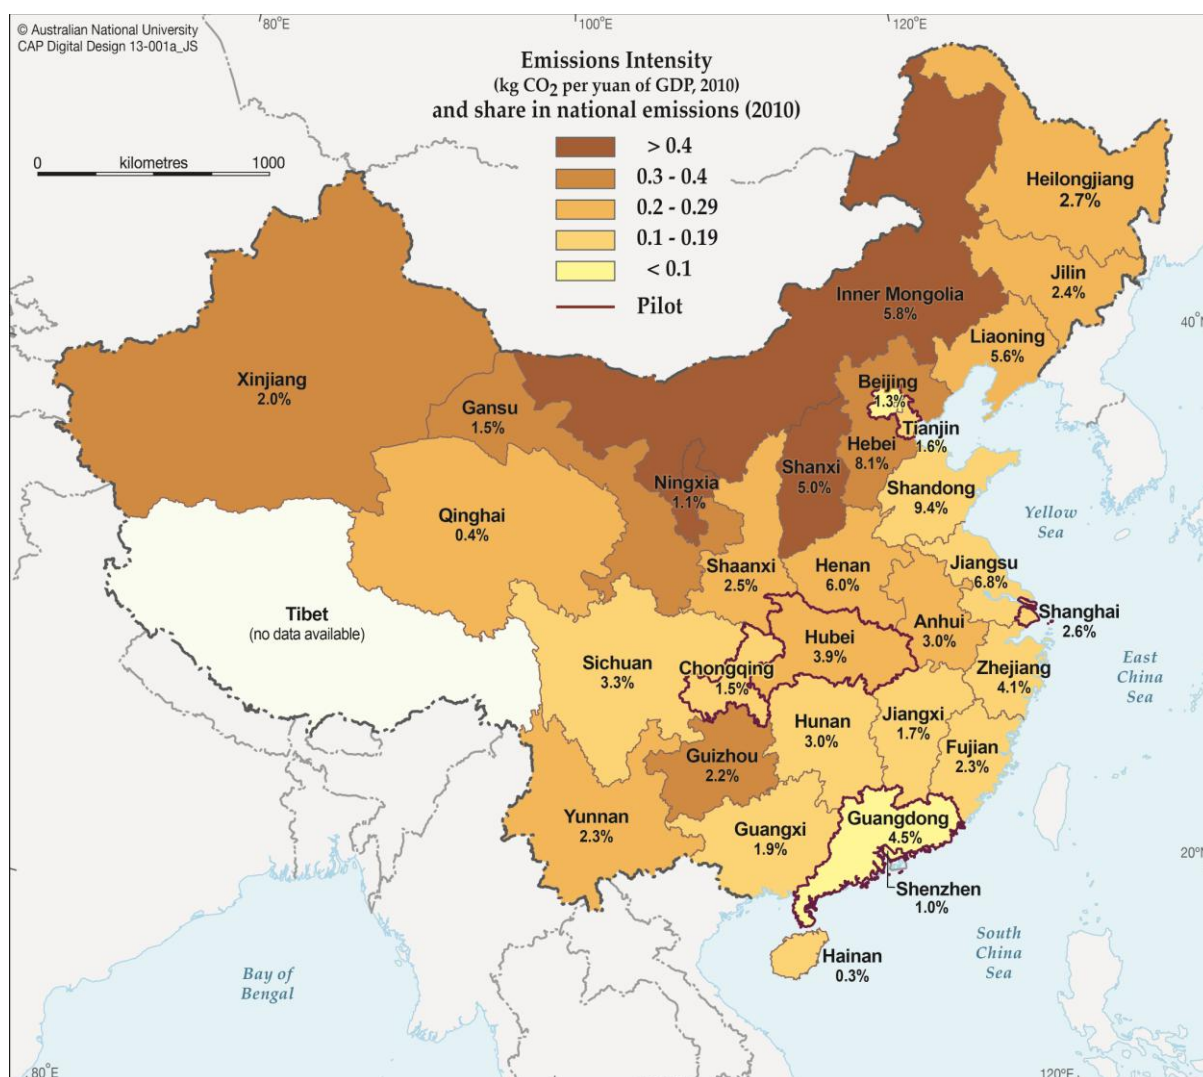 © Australian National University
CAP Digital Design 13-001a_JS
80°E
100°E
120°E
Emissions Intensity
(kg CO2 per yuan of GDP, 2010)
and share in national emissions (2010)
> 0.4
0.3 - 0.4
0.2 - 0.29
0.1 - 0.19
< 0.1
Pilot
0 kilometres 1000
Heilongjiang
2.7%
Jilin
2.4%
Inner Mongolia
5.8%
Liaoning
5.6%
40°N
Xinjiang
2.0%
Gansu
1.5%
Beijing
1.3%
Tianjin
1.6%
Hebei
8.1%
Shanxi
5.0%
Ningxia
1.1%
Shandong
9.4%
Qinghai
0.4%
Yellow
Sea
Shaanxi
2.5%
Henan
6.0%
Jiangsu
6.8%
Tibet
(no data available)
Shanghai
2.6%
Anhui
3.0%
Hubei
3.9%
Sichuan
3.3%
Chongqing
1.5%
Zhejiang
4.1%
East
China
Sea
Hunan
3.0%
Jiangxi
1.7%
Fujian
2.3%
Guizhou
2.2%
Yunnan
2.3%
Guangxi
1.9%
Guangdong
4.5%
20°N
Shenzhen
1.0%
Hainan
0.3%
South
China
Sea
Bay of
Bengal
80°E
120°E